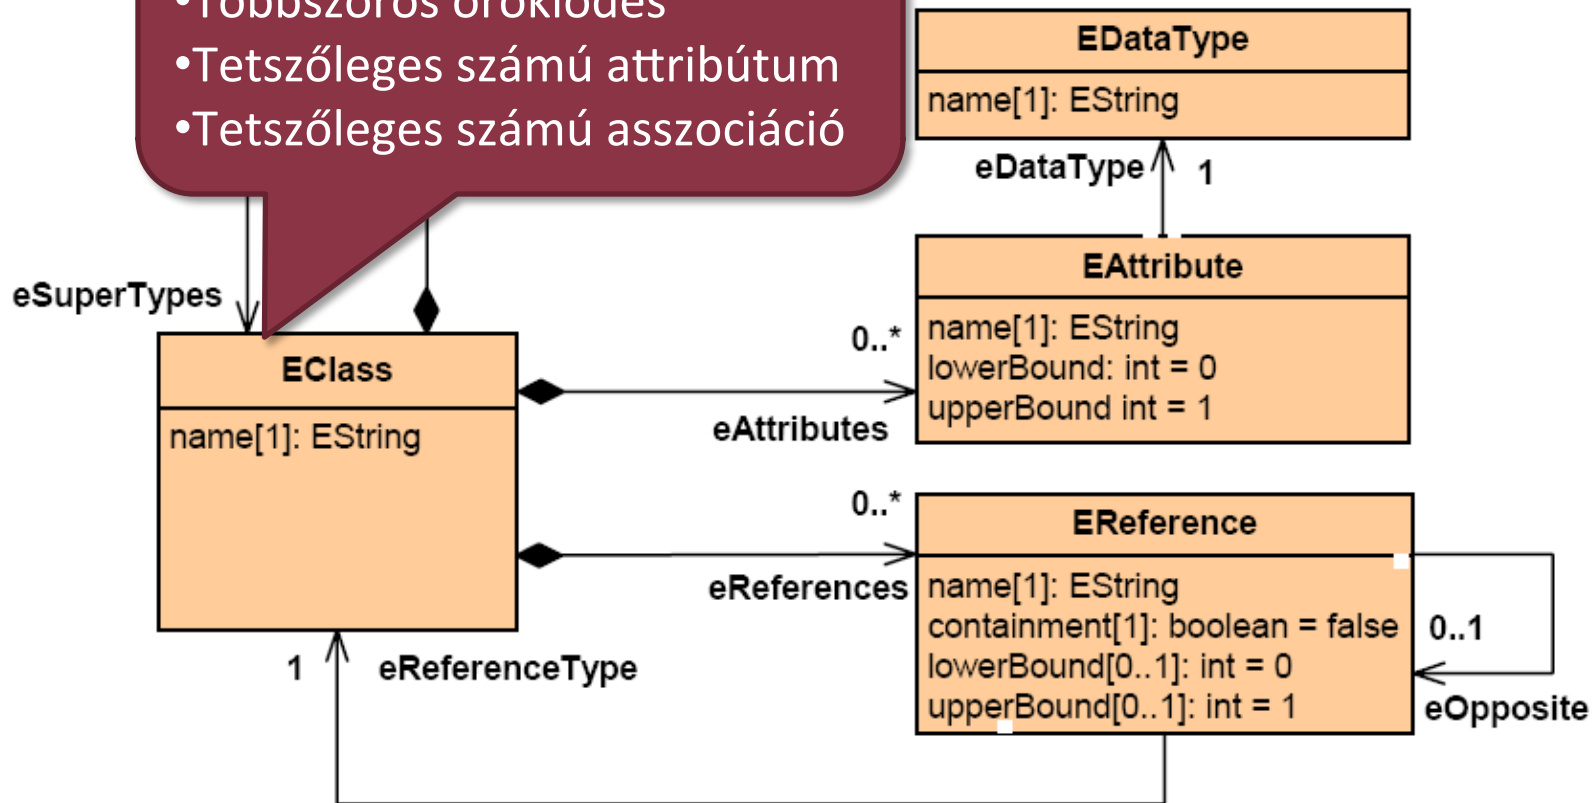 •Többszörös öröklődés
•Tetszőleges számú attribútum
•Tetszőleges számú asszociáció
EDataType
name[1]: EString
eDataType
1
eSuperTypes
EClass
name[1]: EString
EAttribute
name[1]: EString
lowerBound: int = 0
upperBound int = 1
0..*
eAttributes
0..*
eReferences
EReference
name[1]: EString
containment[1]: boolean = false
lowerBound[0..1]: int = 0
upperBound[0..1]: int = 1
0..1
eOpposite
1
eReferenceType